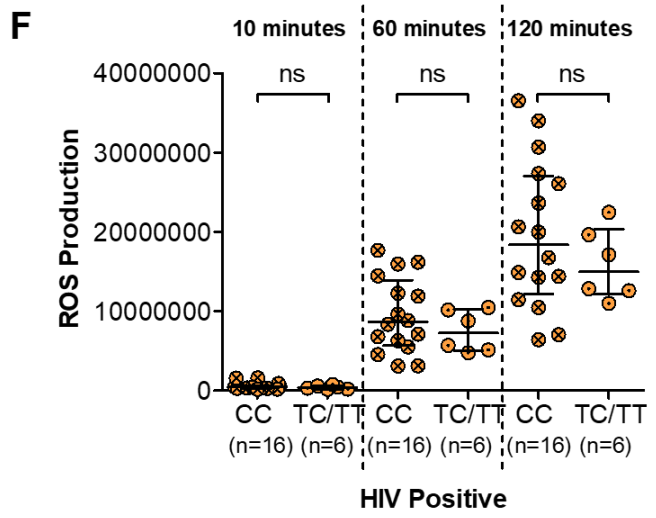 F
10 minutes 60 minutes 120 minutes
ns ns ns
40000000
30000000
20000000
10000000
0
ROS Production
CC TC/TT CC TC/TT CC TC/TT
(n=16) (n=6) (n=16) (n=6) (n=16) (n=6)
HIV Positive